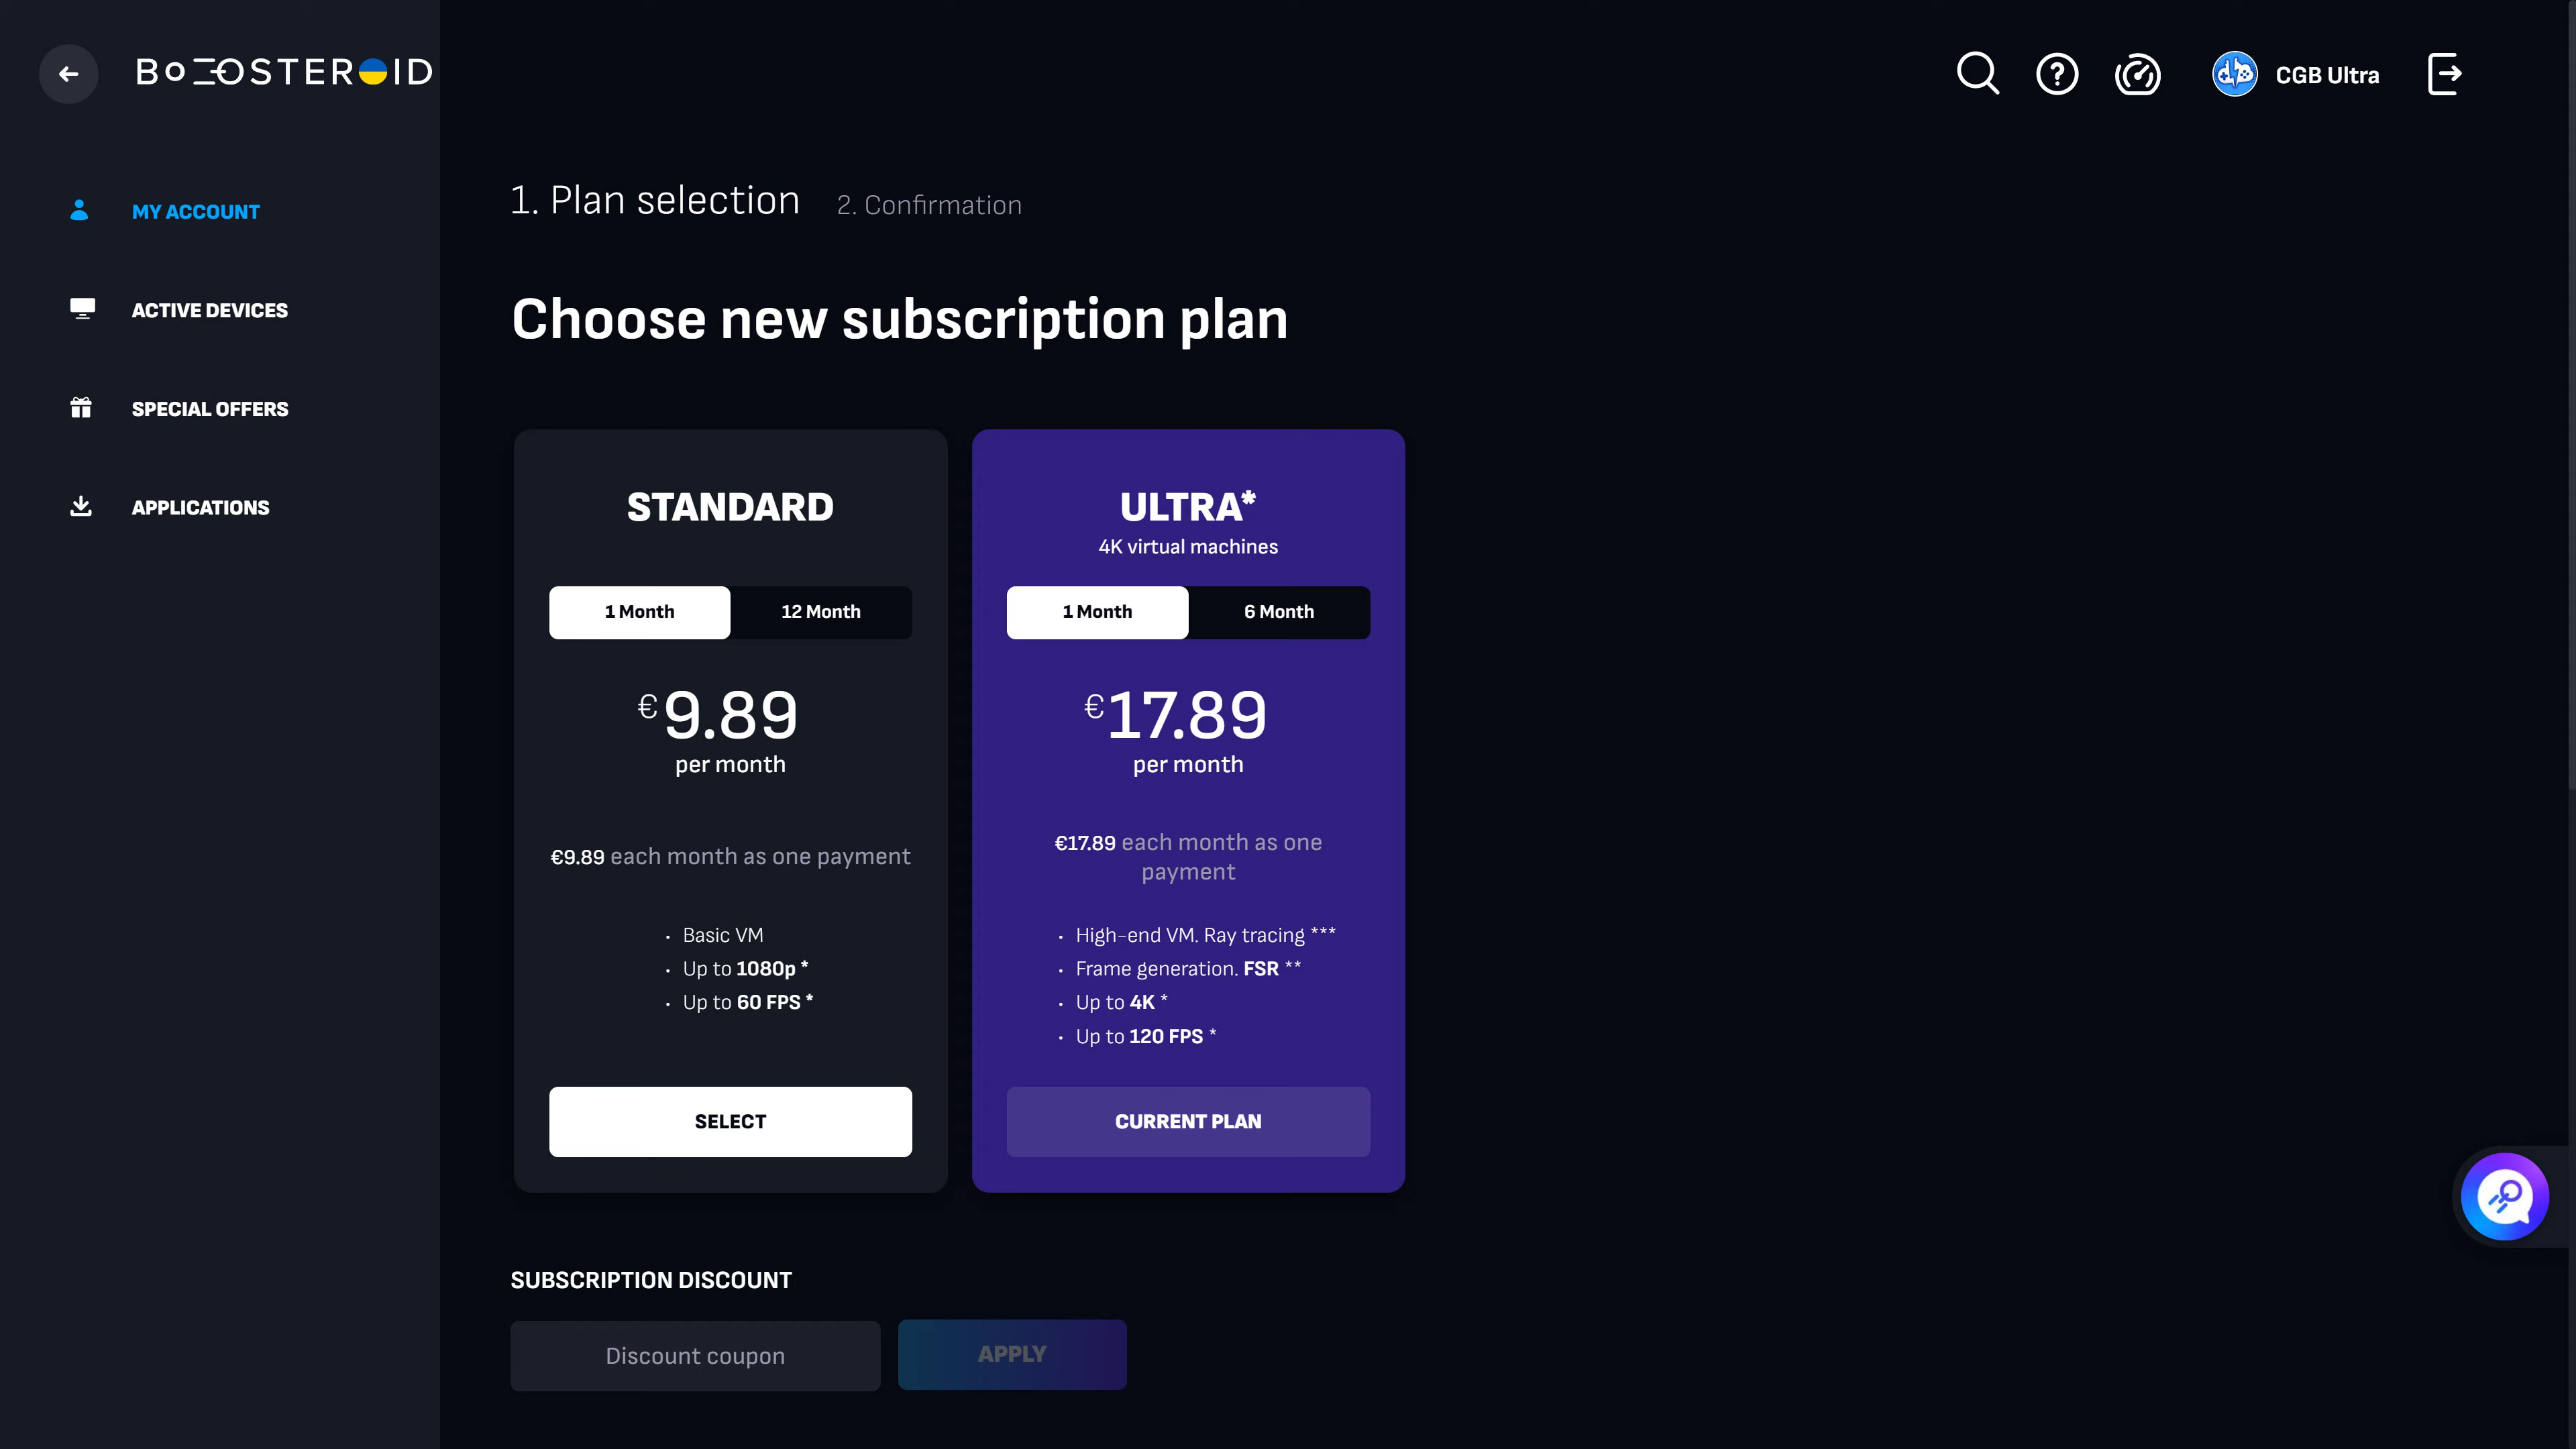 BOOSTEROID
CGB Ultra
MY ACCOUNT
ACTIVE DEVICES
SPECIAL OFFERS
APPLICATIONS
1. Plan selection
2. Confirmation
Choose new subscription plan
STANDARD
1 Month
12 Month
€9.89
per month
€9.89 each month as one payment
• Basic VM
• Up to 1080p *
• Up to 60 FPS *
SELECT
ULTRA*
4K virtual machines
1 Month
6 Month
€17.89
per month
€17.89 each month as one
payment
• High-end VM. Ray tracing ***
• Frame generation. FSR **
• Up to 4K *
• Up to 120 FPS *
CURRENT PLAN
SUBSCRIPTION DISCOUNT
Discount coupon
APPLY